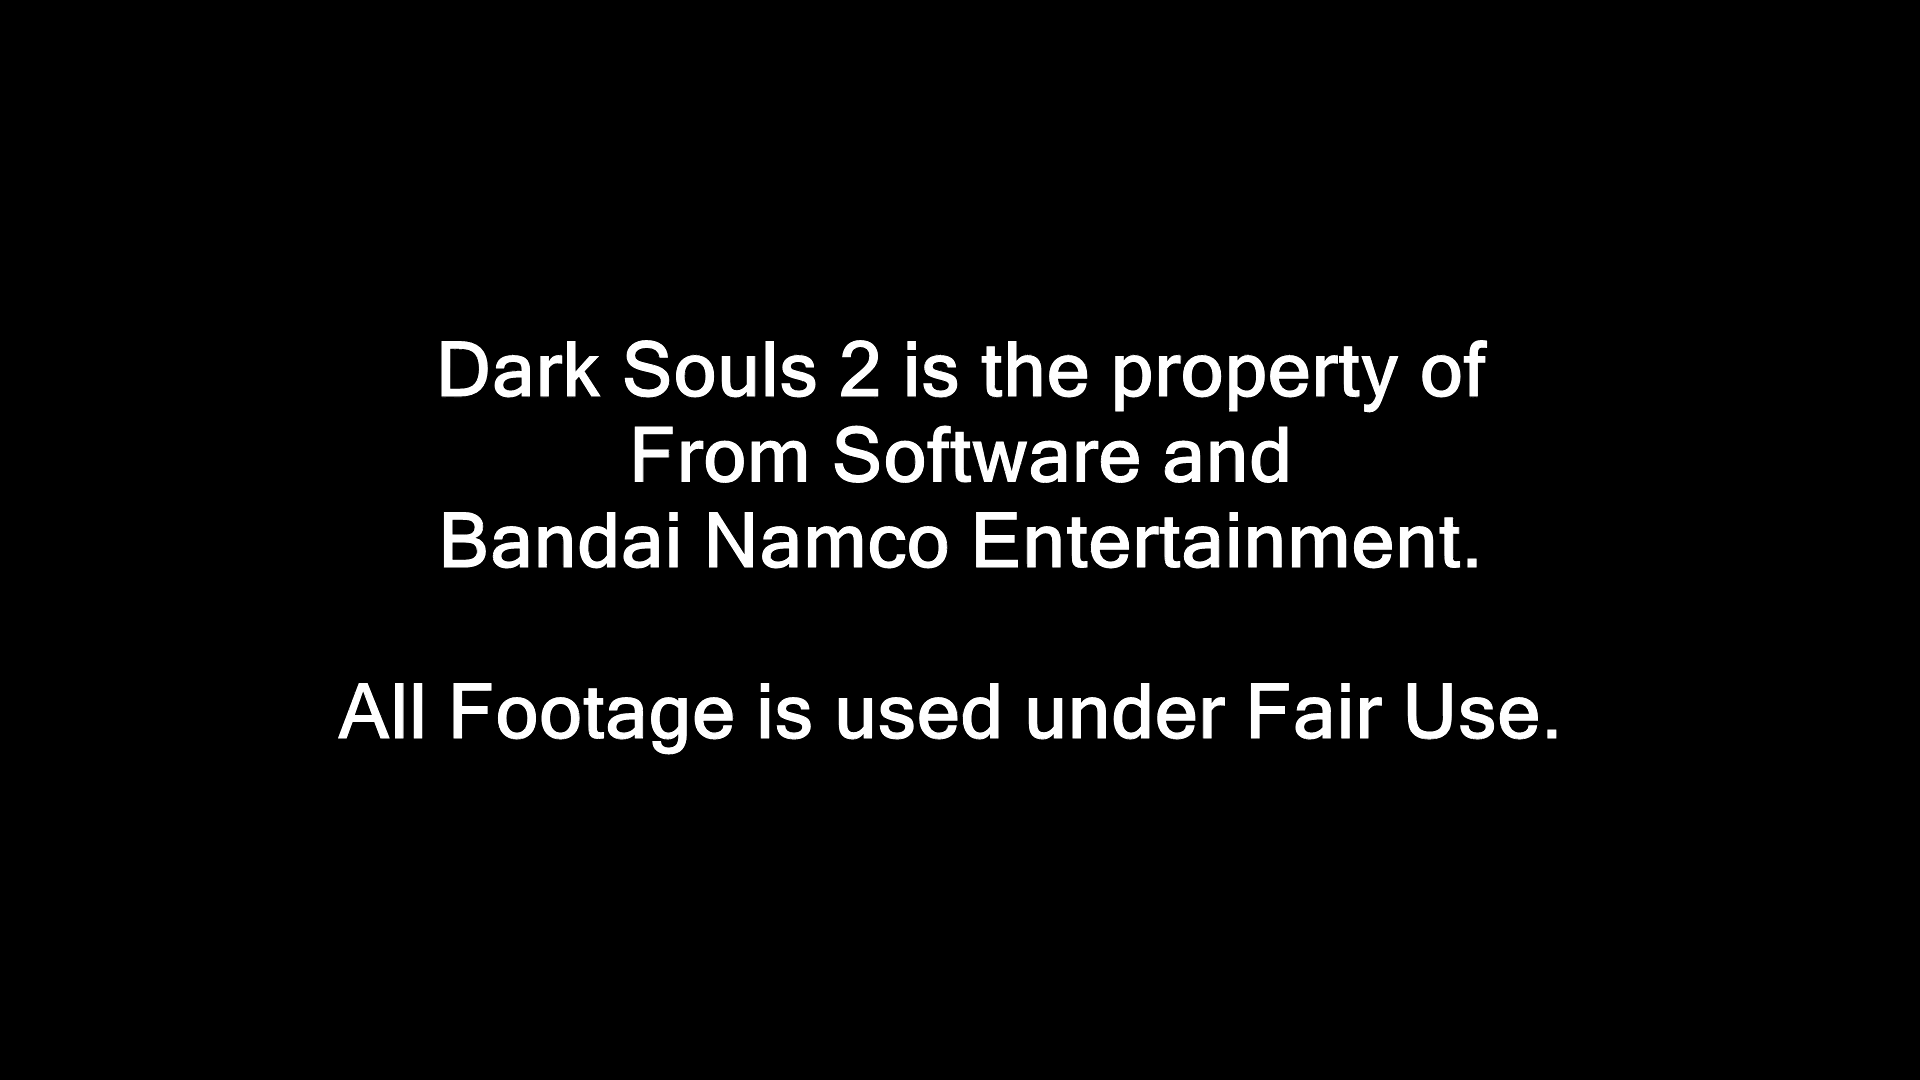 Dark Souls 2 is the property of
From Software and
Bandai Namco Entertainment.
All Footage is used under Fair Use.